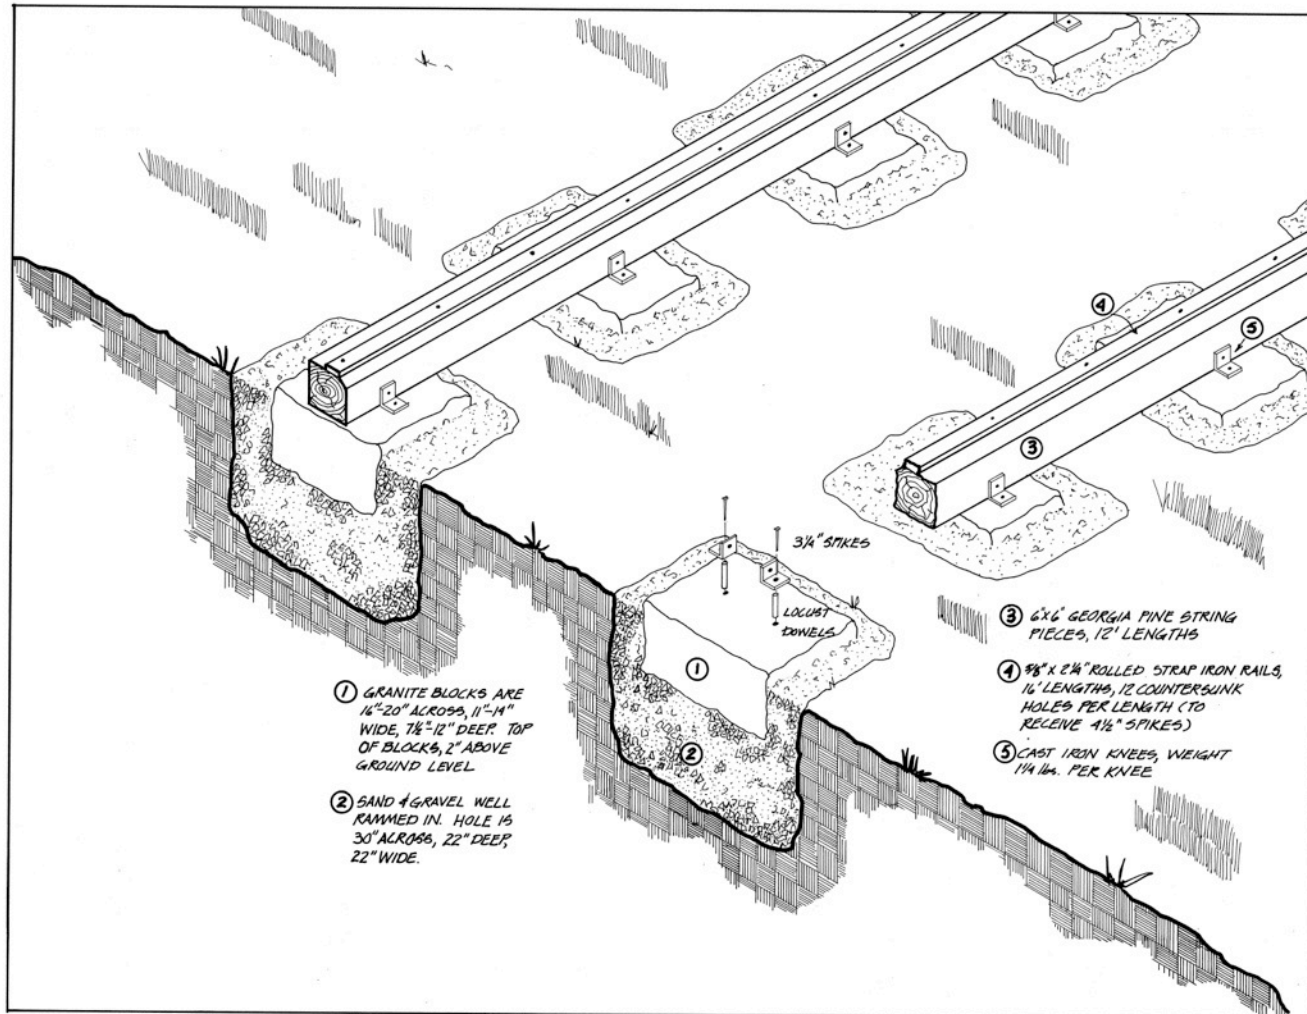 ④
⑤
③
3¼" SPIKES
LOCUST
DOWELS
①
②
① GRANITE BLOCKS ARE
16"-20" ACROSS, 11"-14"
WIDE, 7½"-12" DEEP. TOP
OF BLOCKS, 2" ABOVE
GROUND LEVEL
② SAND & GRAVEL WELL
RAMMED IN. HOLE IS
30" ACROSS, 22" DEEP,
22" WIDE.
③ 6"X6" GEORGIA PINE STRING
PIECES, 12' LENGTHS
④ ⅝" X 2¼" ROLLED STRAP IRON RAILS,
16' LENGTHS, 12 COUNTERSUNK
HOLES PER LENGTH (TO
RECEIVE 4½" SPIKES)
⑤ CAST IRON KNEES, WEIGHT
1¼ lbs. PER KNEE